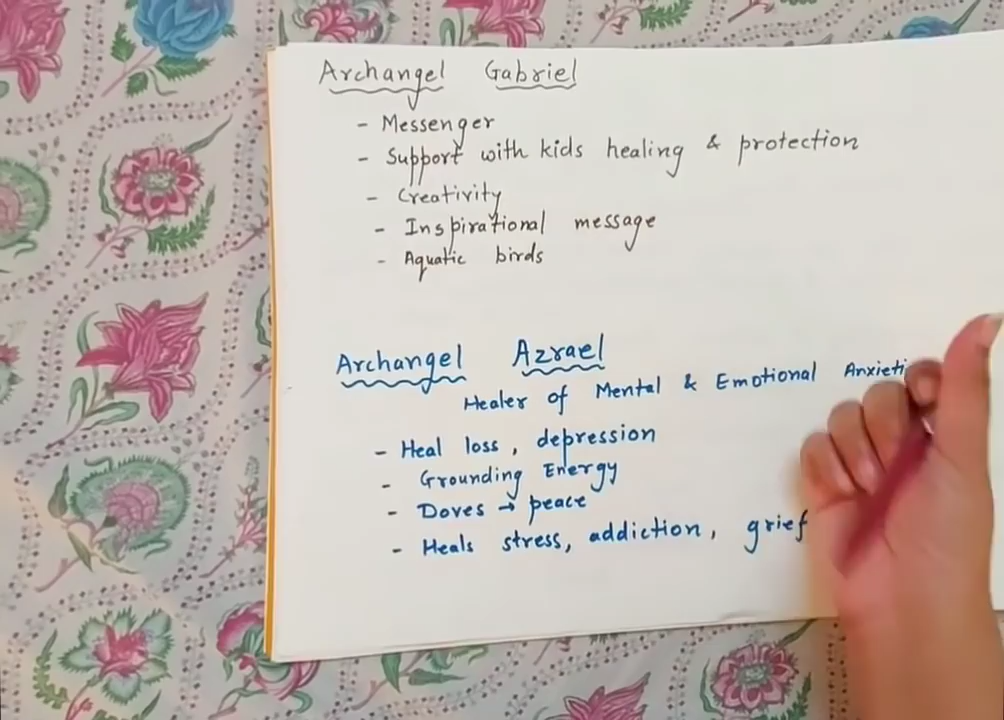 Archangel Gabriel
- Messenger
- Support with kids healing & protection
- Creativity
- Inspirational message
- Aquatic birds
Archangel Azrael
Healer of Mental & Emotional
- Heal loss, depression
- Grounding Energy
- Doves → peace
- Heals stress, addiction, grief